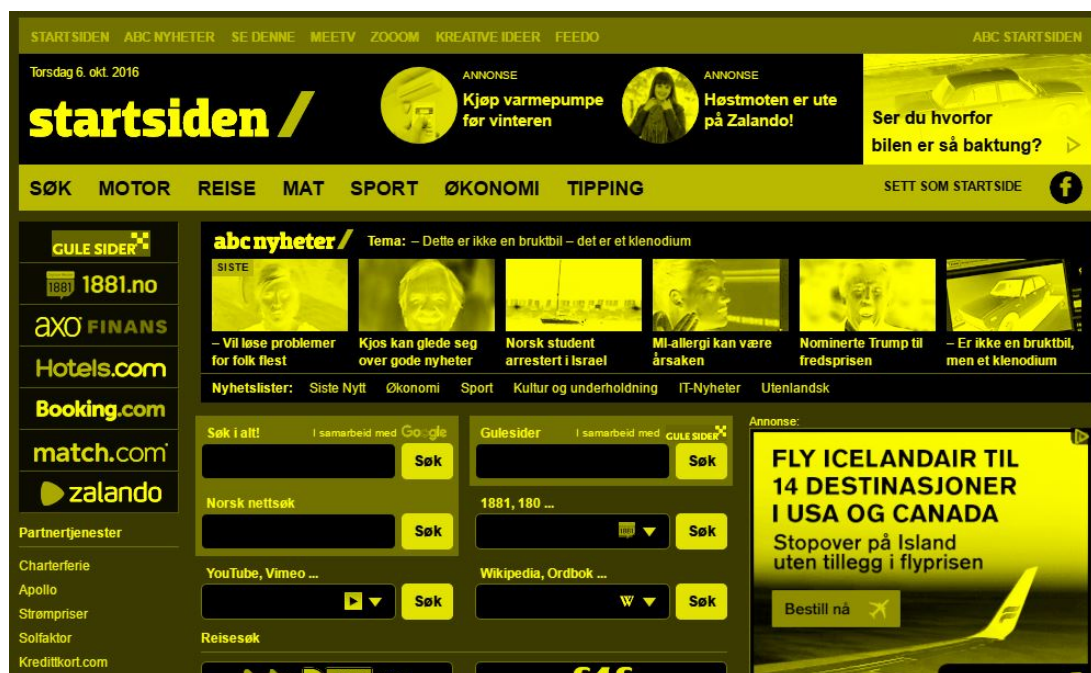 STARTSIDEN ABC NYHETER SE DENNE MEETV ZOOOM KREATIVE IDEER FEEDO ABC STARTSIDEN
Torsdag 6. okt. 2016
startsiden
ANNONSE
Kjøp varmepumpe
før vinteren
ANNONSE
Høstmoten er ute
på Zalando!
Ser du hvorfor
bilen er så baktung?
SØK MOTOR REISE MAT SPORT ØKONOMI TIPPING SETT SOM STARTSIDE f
GULE SIDER
1881 1881.no
axo FINANS
Hotels.com
Booking.com
match.com
zalando
Partnertjenester
Charterferie
Apollo
Strømpriser
Solfaktor
Kredittkort.com
abc nyheter Tema: – Dette er ikke en bruktbil – det er et klenodium
SISTE
– Vil løse problemer
for folk flest
Kjos kan glede seg
over gode nyheter
Norsk student
arrestert i Israel
MI-allergi kan være
årsaken
Nominerte Trump til
fredsprisen
– Er ikke en bruktbil,
men et klenodium
Nyhetslister: Siste Nytt Økonomi Sport Kultur og underholdning IT-Nyheter Utenlandsk
Søk i alt! I samarbeid med Google
Søk
Gulesider I samarbeid med GULE SIDER
Søk
Norsk nettsøk
Søk
1881, 180 ...
1881 Søk
YouTube, Vimeo ...
Søk
Wikipedia, Ordbok ...
W Søk
Reisesøk
Annonse:
FLY ICELANDAIR TIL
14 DESTINASJONER
I USA OG CANADA
Stopover på Island
uten tillegg i flyprisen
Bestill nå